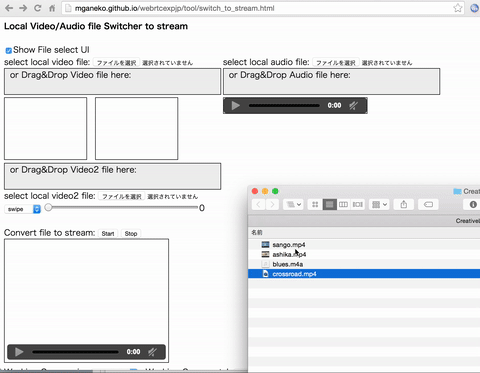 mganeko.github.io/webrtcexpjp/tool/switch_to_stream.html
Local Video/Audio file Switcher to stream
Show File select UI
select local video file: ファイルを選択 選択されていません
or Drag&Drop Video file here:
select local audio file: ファイルを選択 選択されていません
or Drag&Drop Audio file here:
0:00
or Drag&Drop Video2 file here:
select local video2 file: ファイルを選択 選択されていません
swipe 0
Convert file to stream: Start Stop
0:00
Creat
Creative
名前
sango.mp4
ashika.mp4
blues.m4a
crossroad.mp4